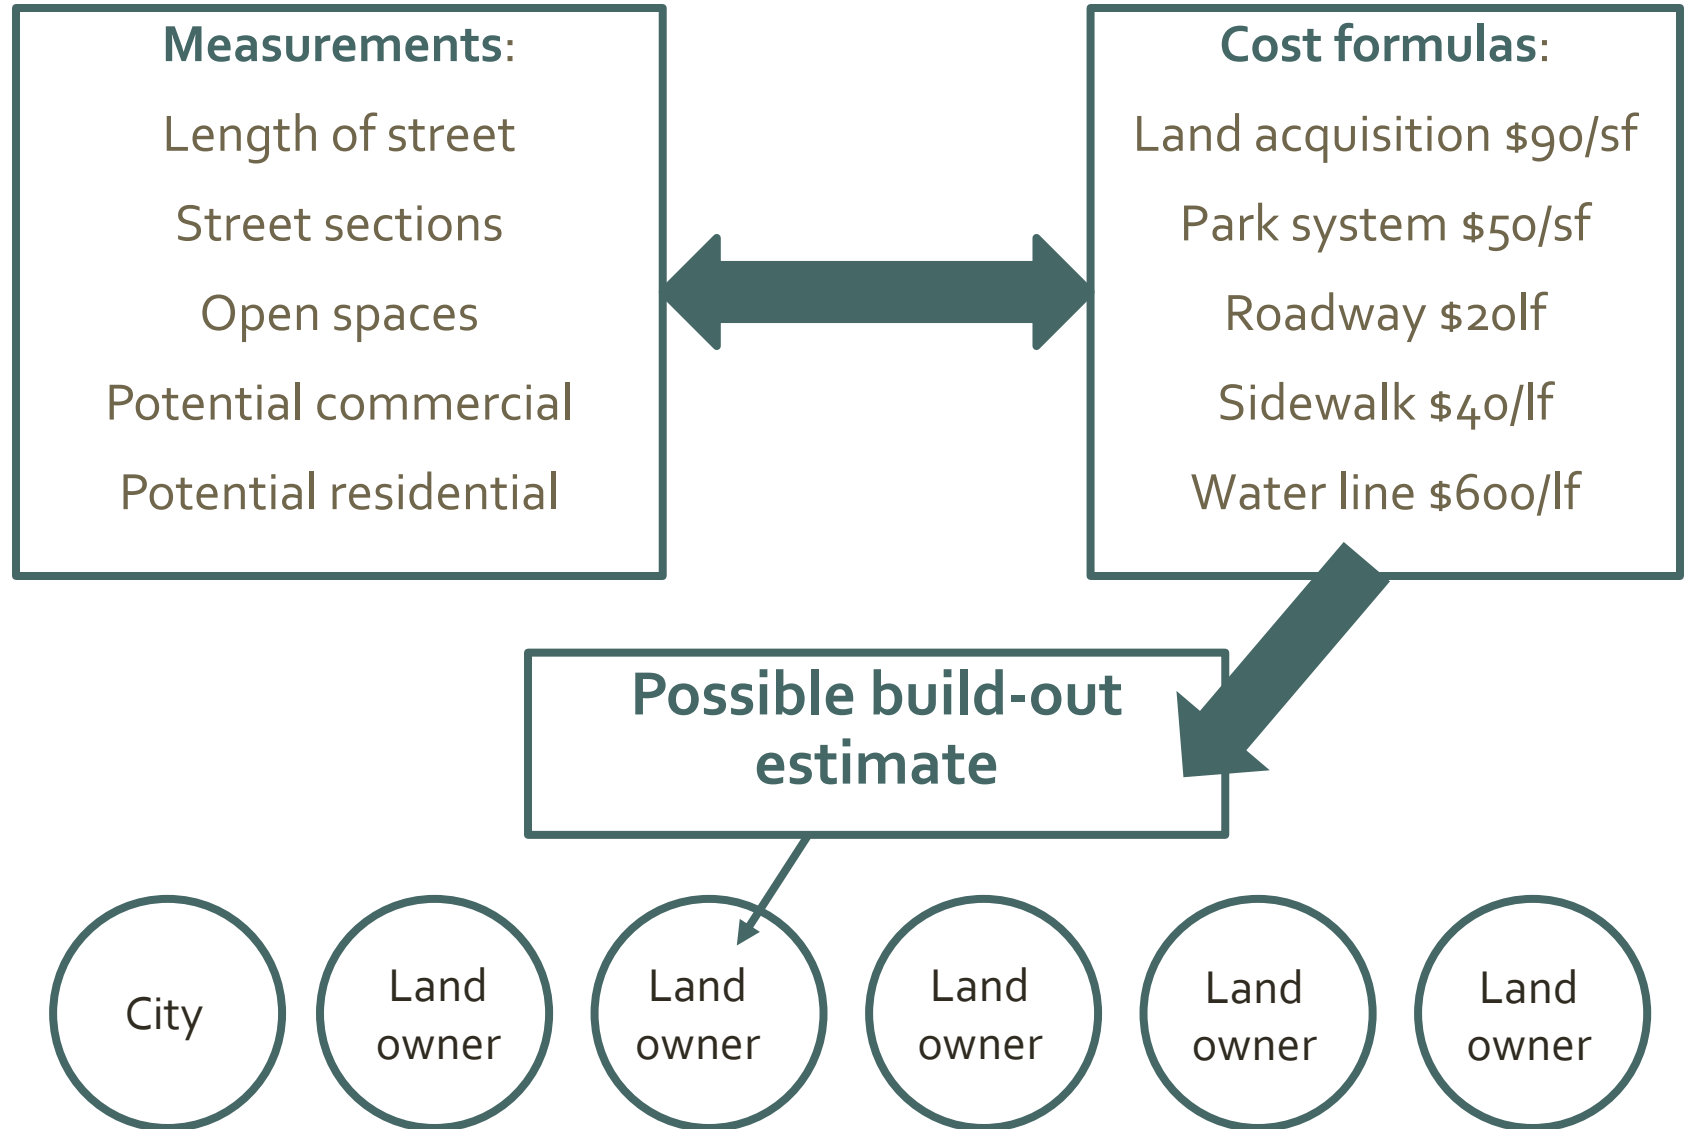 Measurements:
Length of street
Street sections
Open spaces
Potential commercial
Potential residential
Cost formulas:
Land acquisition $90/sf
Park system $50/sf
Roadway $20lf
Sidewalk $40/lf
Water line $600/lf
Possible build-out
estimate
City
Land
owner
Land
owner
Land
owner
Land
owner
Land
owner